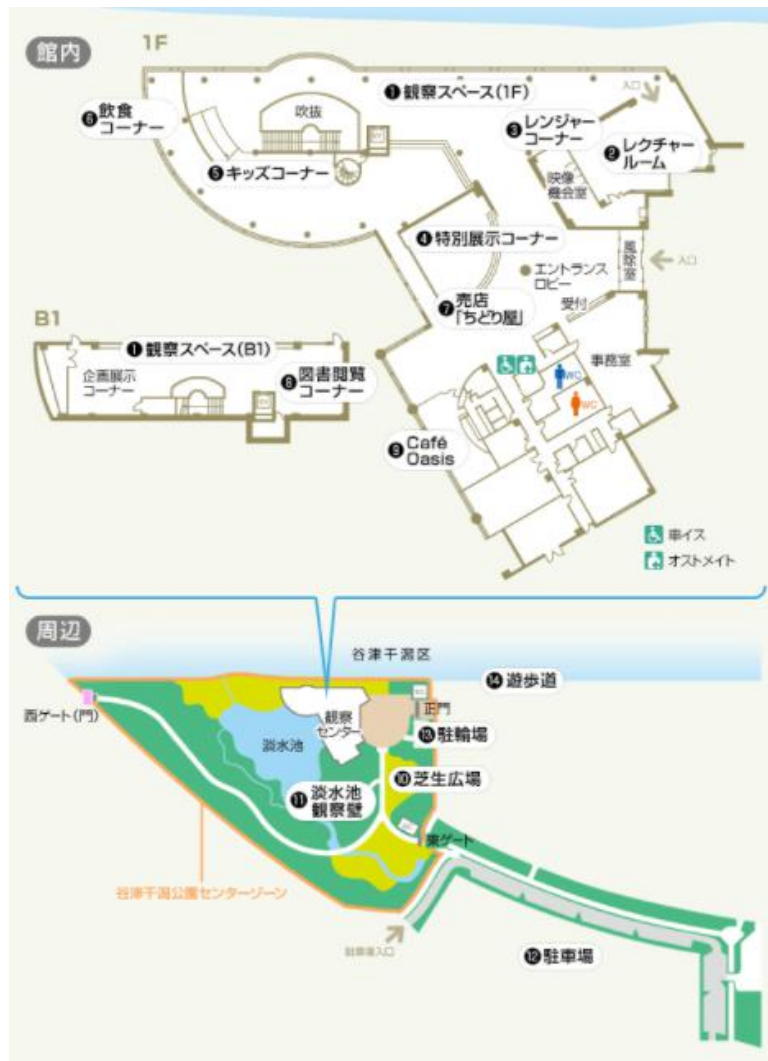 館内
1F
❶観察スペース(1F)
入口
❻飲食
コーナー
吹抜
❸レンジャー
コーナー
❷レクチャー
ルーム
❺キッズコーナー
映像
機会室
❹特別展示コーナー
風除室
入口
エントランス
ロビー
❼売店
「ちどり屋」
受付
B1
❶観察スペース(B1)
企画展示
コーナー
❽図書閲覧
コーナー
事務室
WC
WC
❾Café
Oasis
車イス
オストメイト
周辺
谷津干潟区
⓮遊歩道
西ゲート(門)
観察
センター
正門
淡水池
⓭駐輪場
⓫淡水池
観察壁
❿芝生広場
東ゲート
谷津干潟公園センターゾーン
駐車場入口
⓬駐車場